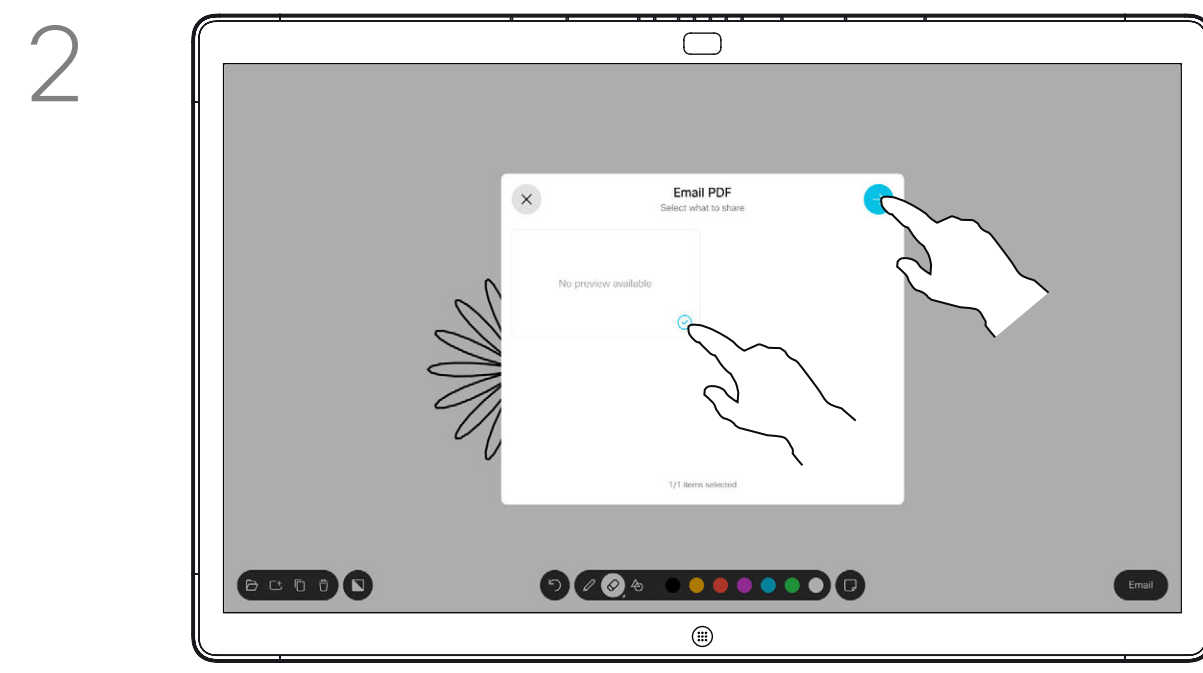 2
Email PDF
Select what to share
No preview available
1/1 items selected
Email